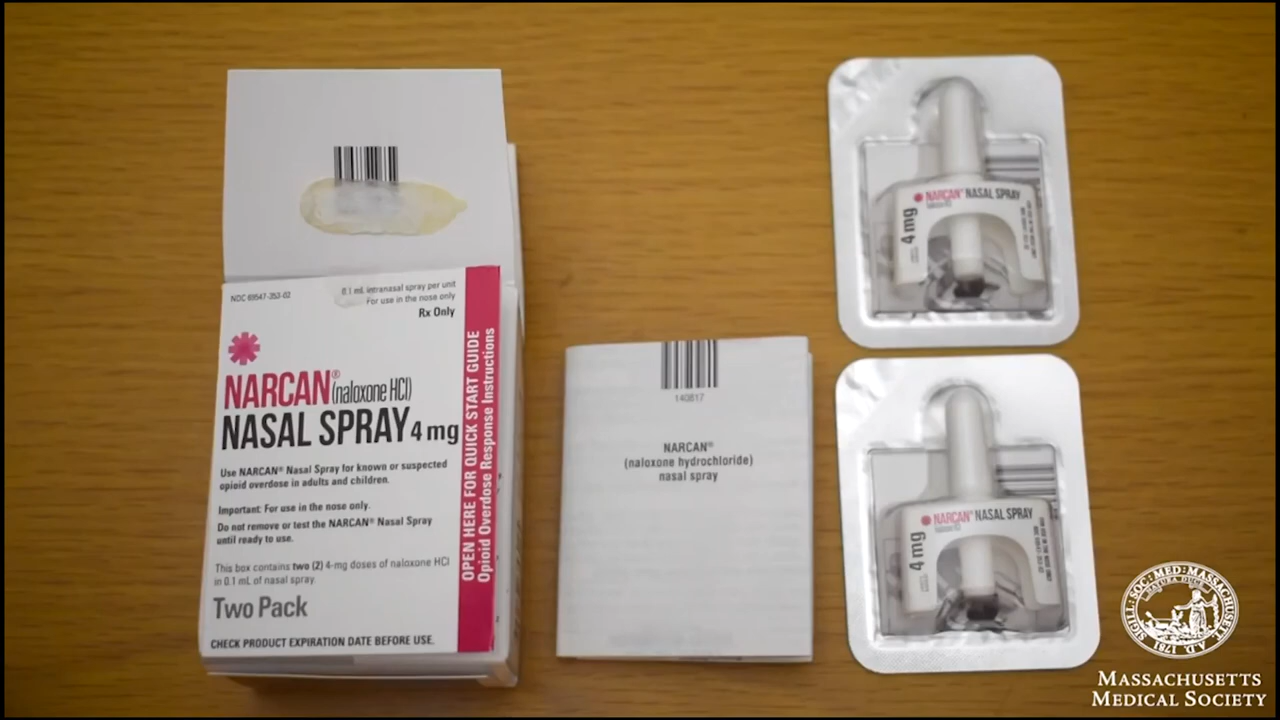 NDC 69547-353-02
0.1 mL intranasal spray per unit
For use in the nose only
Rx Only
NARCAN® (naloxone HCl)
NASAL SPRAY 4 mg
Use NARCAN® Nasal Spray for known or suspected
opioid overdose in adults and children.
Important: For use in the nose only.
Do not remove or test the NARCAN® Nasal Spray
until ready to use.
This box contains two (2) 4-mg doses of naloxone HCl
in 0.1 mL of nasal spray
Two Pack
CHECK PRODUCT EXPIRATION DATE BEFORE USE.
OPEN HERE FOR QUICK START GUIDE
Opioid Overdose Response Instructions
140817
NARCAN®
(naloxone hydrochloride)
nasal spray
NARCAN® NASAL SPRAY
4 mg
NARCAN® NASAL SPRAY
4 mg
MASSACHUSETTS
MEDICAL SOCIETY